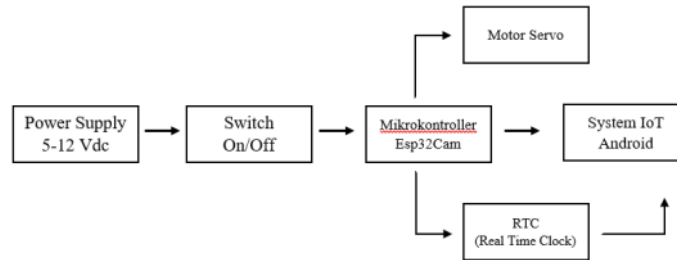 Motor Servo
Power Supply
5-12 Vdc
Switch
On/Off
Mikrokontroller
Esp32Cam
System IoT
Android
RTC
(Real Time Clock)